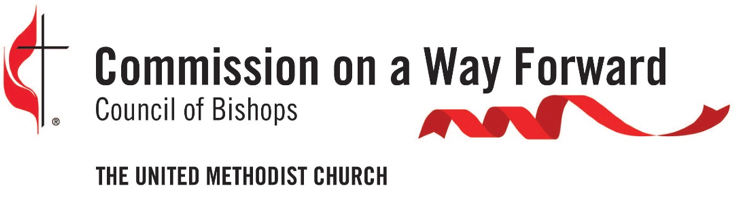 Commission on a Way Forward
Council of Bishops
®
THE UNITED METHODIST CHURCH